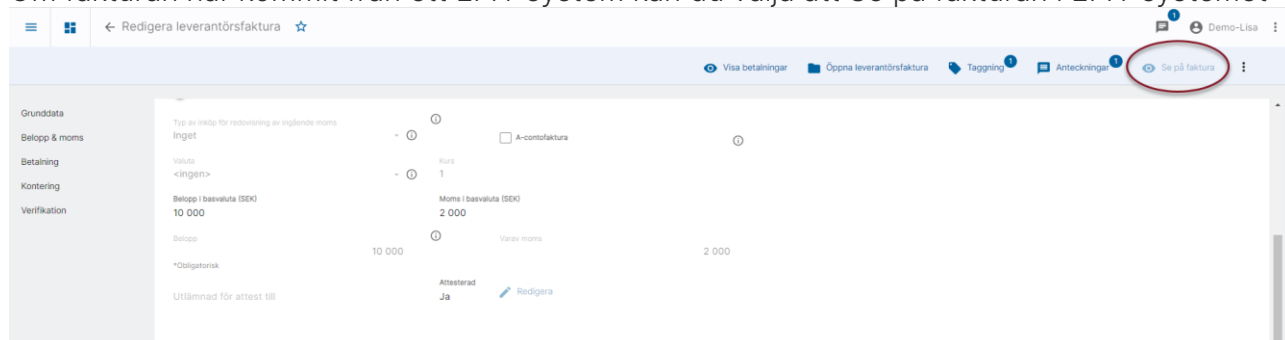 Om fakturan har kommit från ett EFH-system kan du välja att Se på fakturan i EFH-systemet
← Redigera leverantörsfaktura
1
Demo-Lisa
Visa betalningar
Öppna leverantörsfaktura
Taggning 1
Anteckningar 1
Se på faktura
Grunddata
Belopp & moms
Betalning
Kontering
Verifikation
Typ av inköp för redovisning av ingående moms
Inget
A-contofaktura
Valuta
Kurs
<ingen>
1
Belopp i basvaluta (SEK)
Moms i basvaluta (SEK)
10 000
2 000
Belopp
Varav moms
10 000
2 000
*Obligatorisk
Utlämnad för attest till
Attesterad
Ja
Redigera